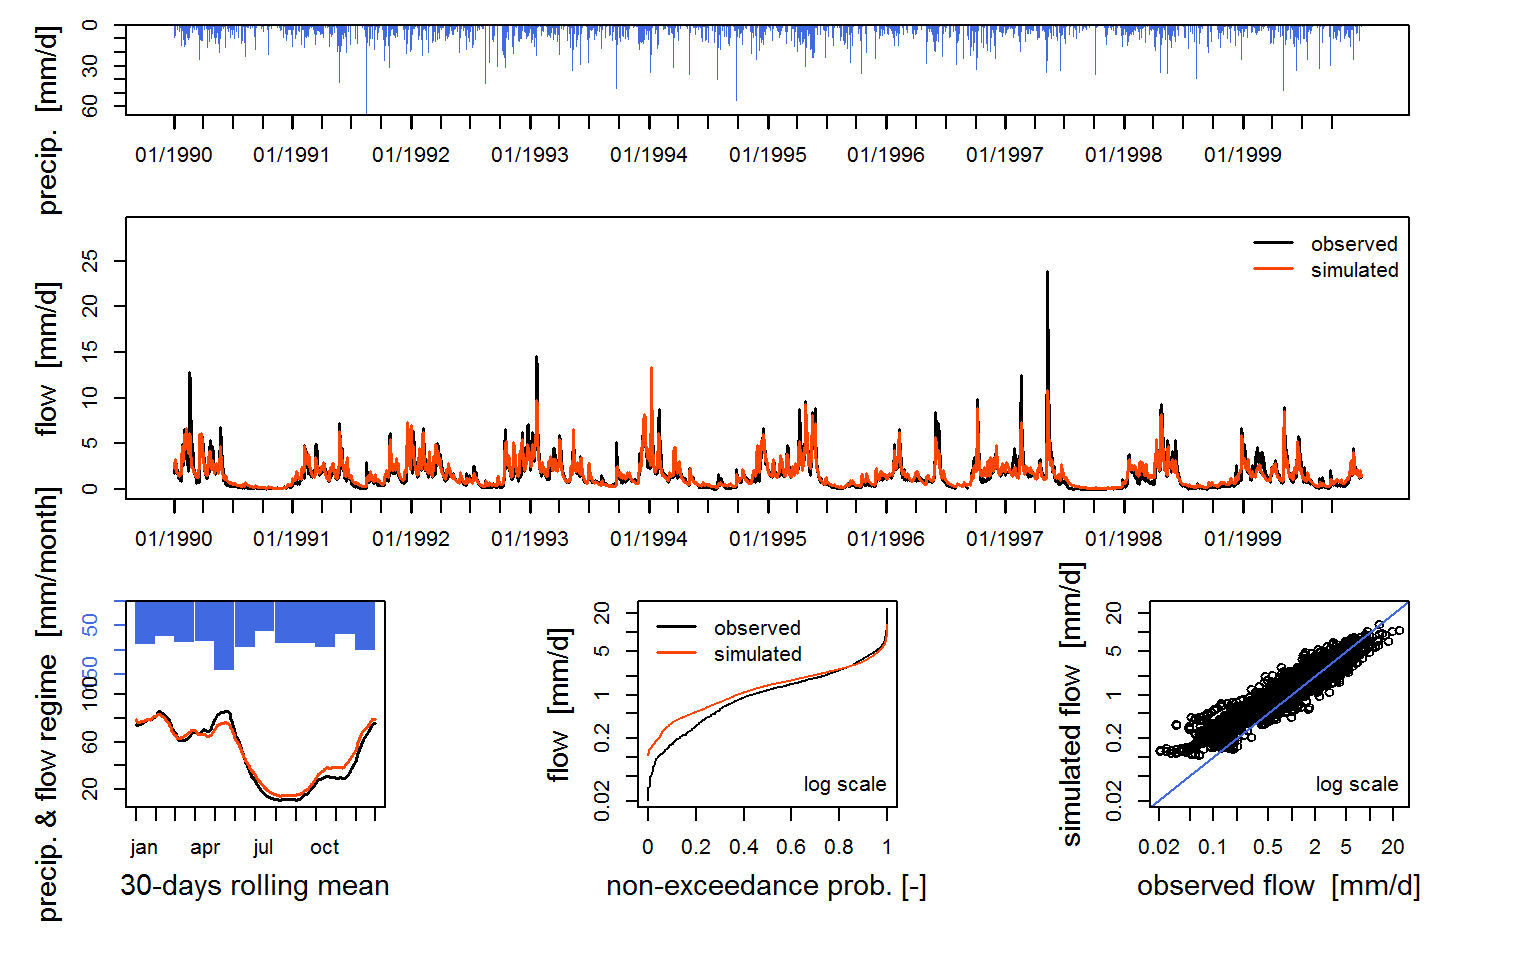 precip. [mm/d]
0
30
60
01/1990 01/1991 01/1992 01/1993 01/1994 01/1995 01/1996 01/1997 01/1998 01/1999
flow [mm/d]
25
20
15
10
5
0
observed
simulated
01/1990 01/1991 01/1992 01/1993 01/1994 01/1995 01/1996 01/1997 01/1998 01/1999
precip. & flow regime [mm/month]
50
100
60
20
jan apr jul oct
30-days rolling mean
flow [mm/d]
20
5
1
0.2
0.02
observed
simulated
log scale
0 0.2 0.4 0.6 0.8 1
non-exceedance prob. [-]
simulated flow [mm/d]
20
5
1
0.2
0.02
log scale
0.02 0.1 0.5 2 5 20
observed flow [mm/d]